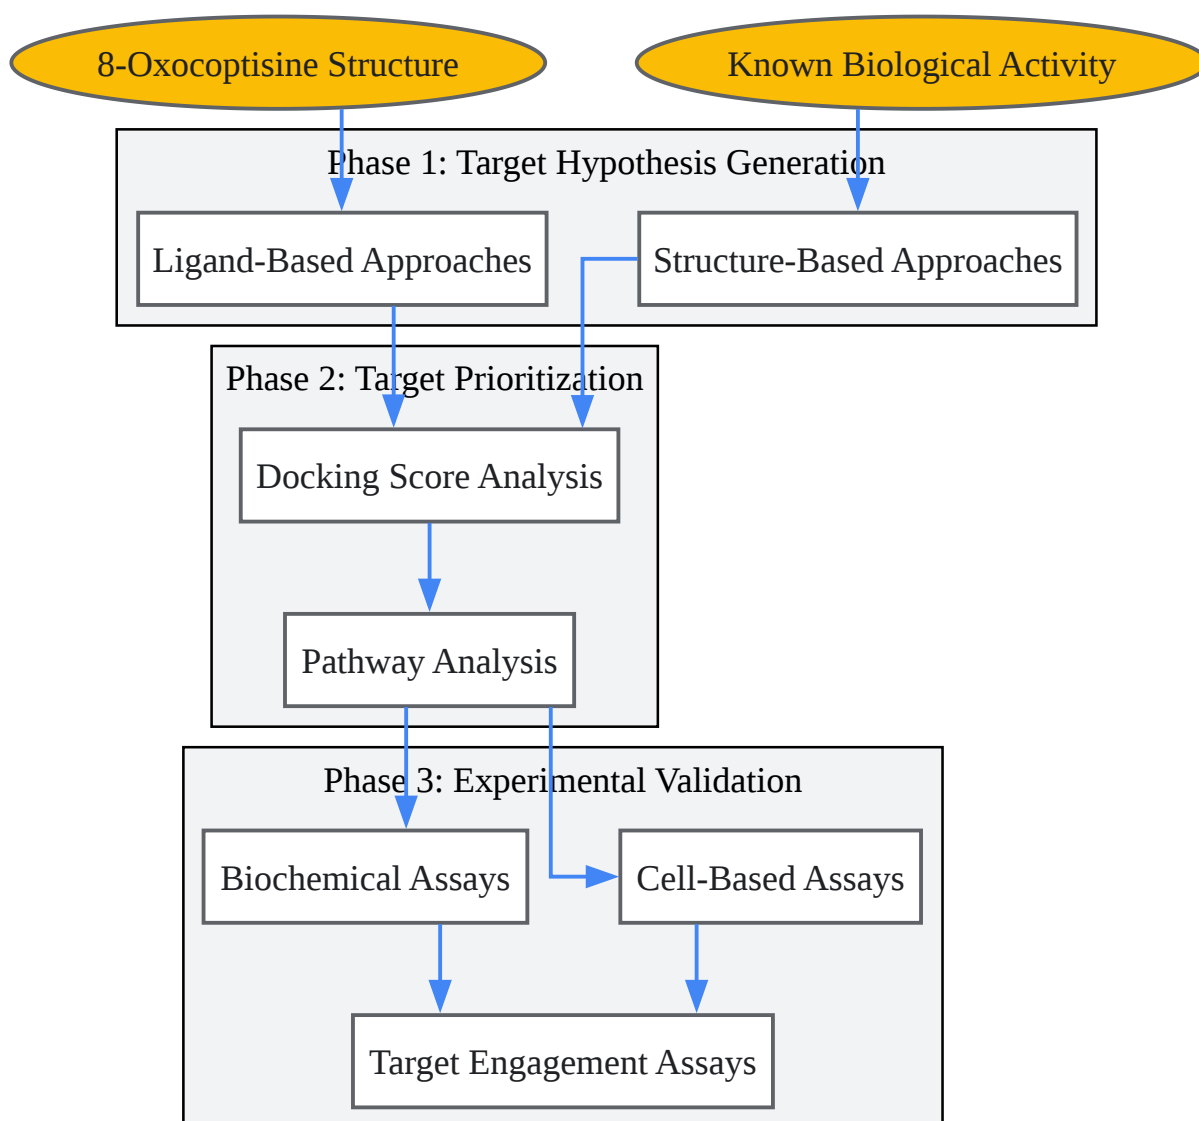 8-Oxocoptisine Structure
Known Biological Activity
Phase 1: Target Hypothesis Generation
Ligand-Based Approaches
Structure-Based Approaches
Phase 2: Target Prioritization
Docking Score Analysis
Pathway Analysis
Phase 3: Experimental Validation
Biochemical Assays
Cell-Based Assays
Target Engagement Assays